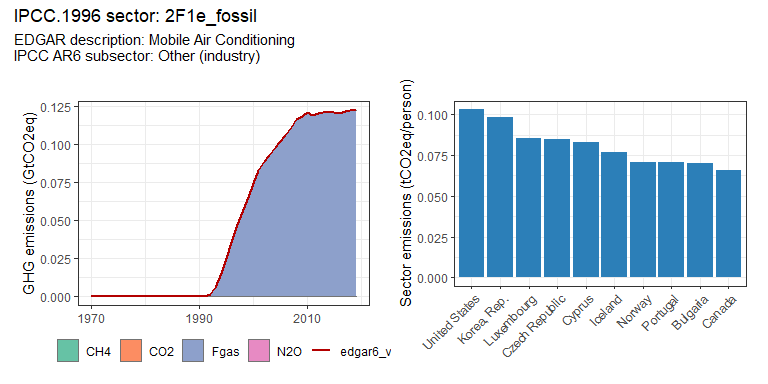 IPCC.1996 sector: 2F1e_fossil
EDGAR description: Mobile Air Conditioning
IPCC AR6 subsector: Other (industry)
GHG emissions (GtCO2eq)
0.125
0.100
0.075
0.050
0.025
0.000
1970
1990
2010
CH4
CO2
Fgas
N2O
edgar6_v
Sector emissions (tCO2eq/person)
0.100
0.075
0.050
0.025
0.000
United States
Korea, Rep.
Luxembourg
Czech Republic
Cyprus
Iceland
Norway
Portugal
Bulgaria
Canada